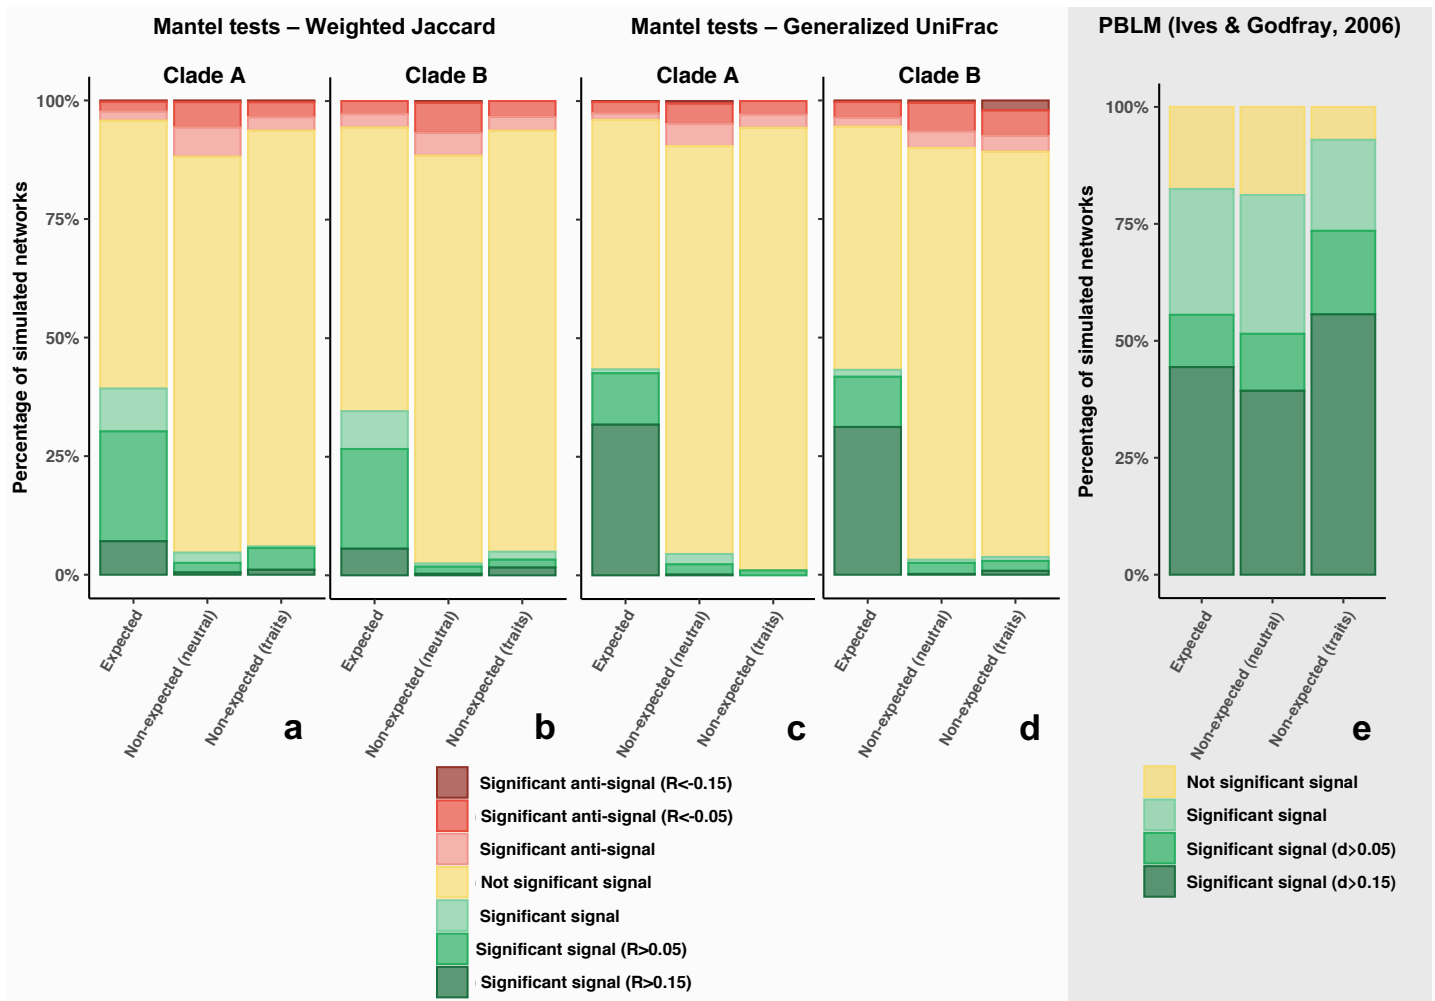 Mantel tests – Weighted Jaccard
Mantel tests – Generalized UniFrac
PBLM (Ives & Godfray, 2006)
Clade A
Clade B
Clade A
Clade B
Percentage of simulated networks
100%
75%
50%
25%
0%
Expected
Non-expected (neutral)
Non-expected (traits)
a
Expected
Non-expected (neutral)
Non-expected (traits)
b
Expected
Non-expected (neutral)
Non-expected (traits)
c
Expected
Non-expected (neutral)
Non-expected (traits)
d
Percentage of simulated networks
100%
75%
50%
25%
0%
Expected
Non-expected (neutral)
Non-expected (traits)
e
Significant anti-signal (R<-0.15)
Significant anti-signal (R<-0.05)
Significant anti-signal
Not significant signal
Significant signal
Significant signal (R>0.05)
Significant signal (R>0.15)
Not significant signal
Significant signal
Significant signal (d>0.05)
Significant signal (d>0.15)